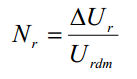 N_r = ΔU_r / U_rdm